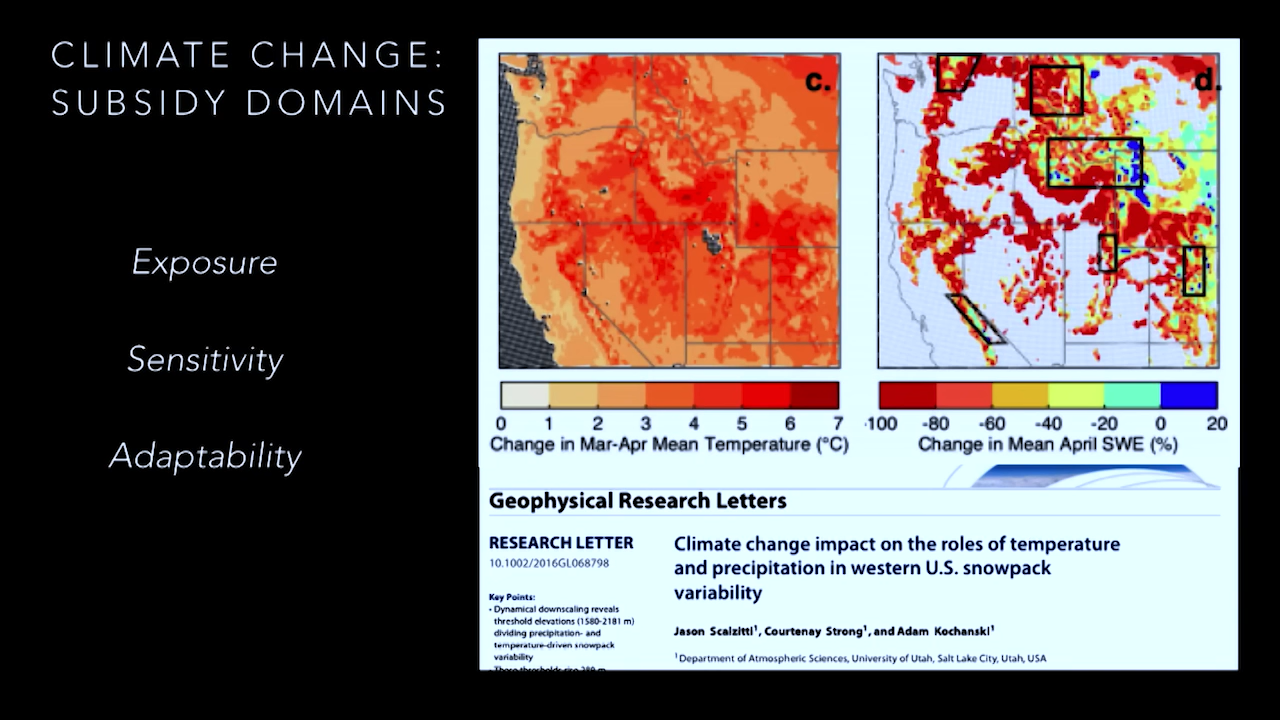 CLIMATE CHANGE:
SUBSIDY DOMAINS
Exposure
Sensitivity
Adaptability
c.
0 1 2 3 4 5 6 7
Change in Mar-Apr Mean Temperature (°C)
d.
-100 -80 -60 -40 -20 0 20
Change in Mean April SWE (%)
Geophysical Research Letters
RESEARCH LETTER
10.1002/2016GL068798
Key Points:
• Dynamical downscaling reveals
threshold elevations (1580-2181 m)
dividing precipitation- and
temperature-driven snowpack
variability
Climate change impact on the roles of temperature
and precipitation in western U.S. snowpack
variability
Jason Scalzitti¹, Courtenay Strong¹, and Adam Kochanski¹
¹Department of Atmospheric Sciences, University of Utah, Salt Lake City, Utah, USA